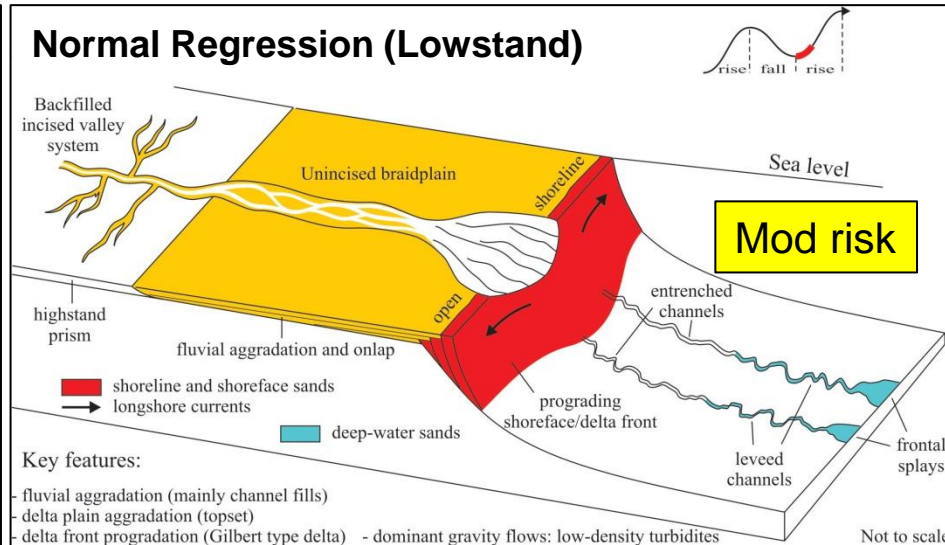 Normal Regression (Lowstand)
rise
fall
rise
Backfilled
incised valley
system
Unincised braidplain
shoreline
Sea level
Mod risk
entrenched
channels
highstand
prism
open
fluvial aggradation and onlap
shoreline and shoreface sands
longshore currents
prograding
shoreface/delta front
deep-water sands
leveed
channels
frontal
splays
Key features:
- fluvial aggradation (mainly channel fills)
- delta plain aggradation (topset)
- delta front progradation (Gilbert type delta) - dominant gravity flows: low-density turbidites
Not to scale